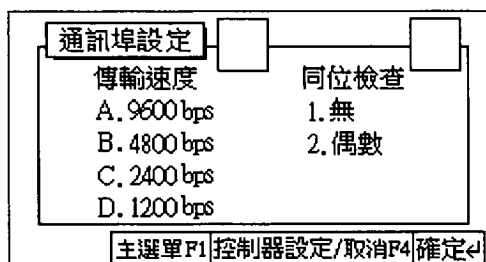 通訊埠設定
傳輸速度 同位檢查
A. 9600 bps 1. 無
B. 4800 bps 2. 偶數
C. 2400 bps
D. 1200 bps
主選單F1 控制器設定/取消F4 確定↵